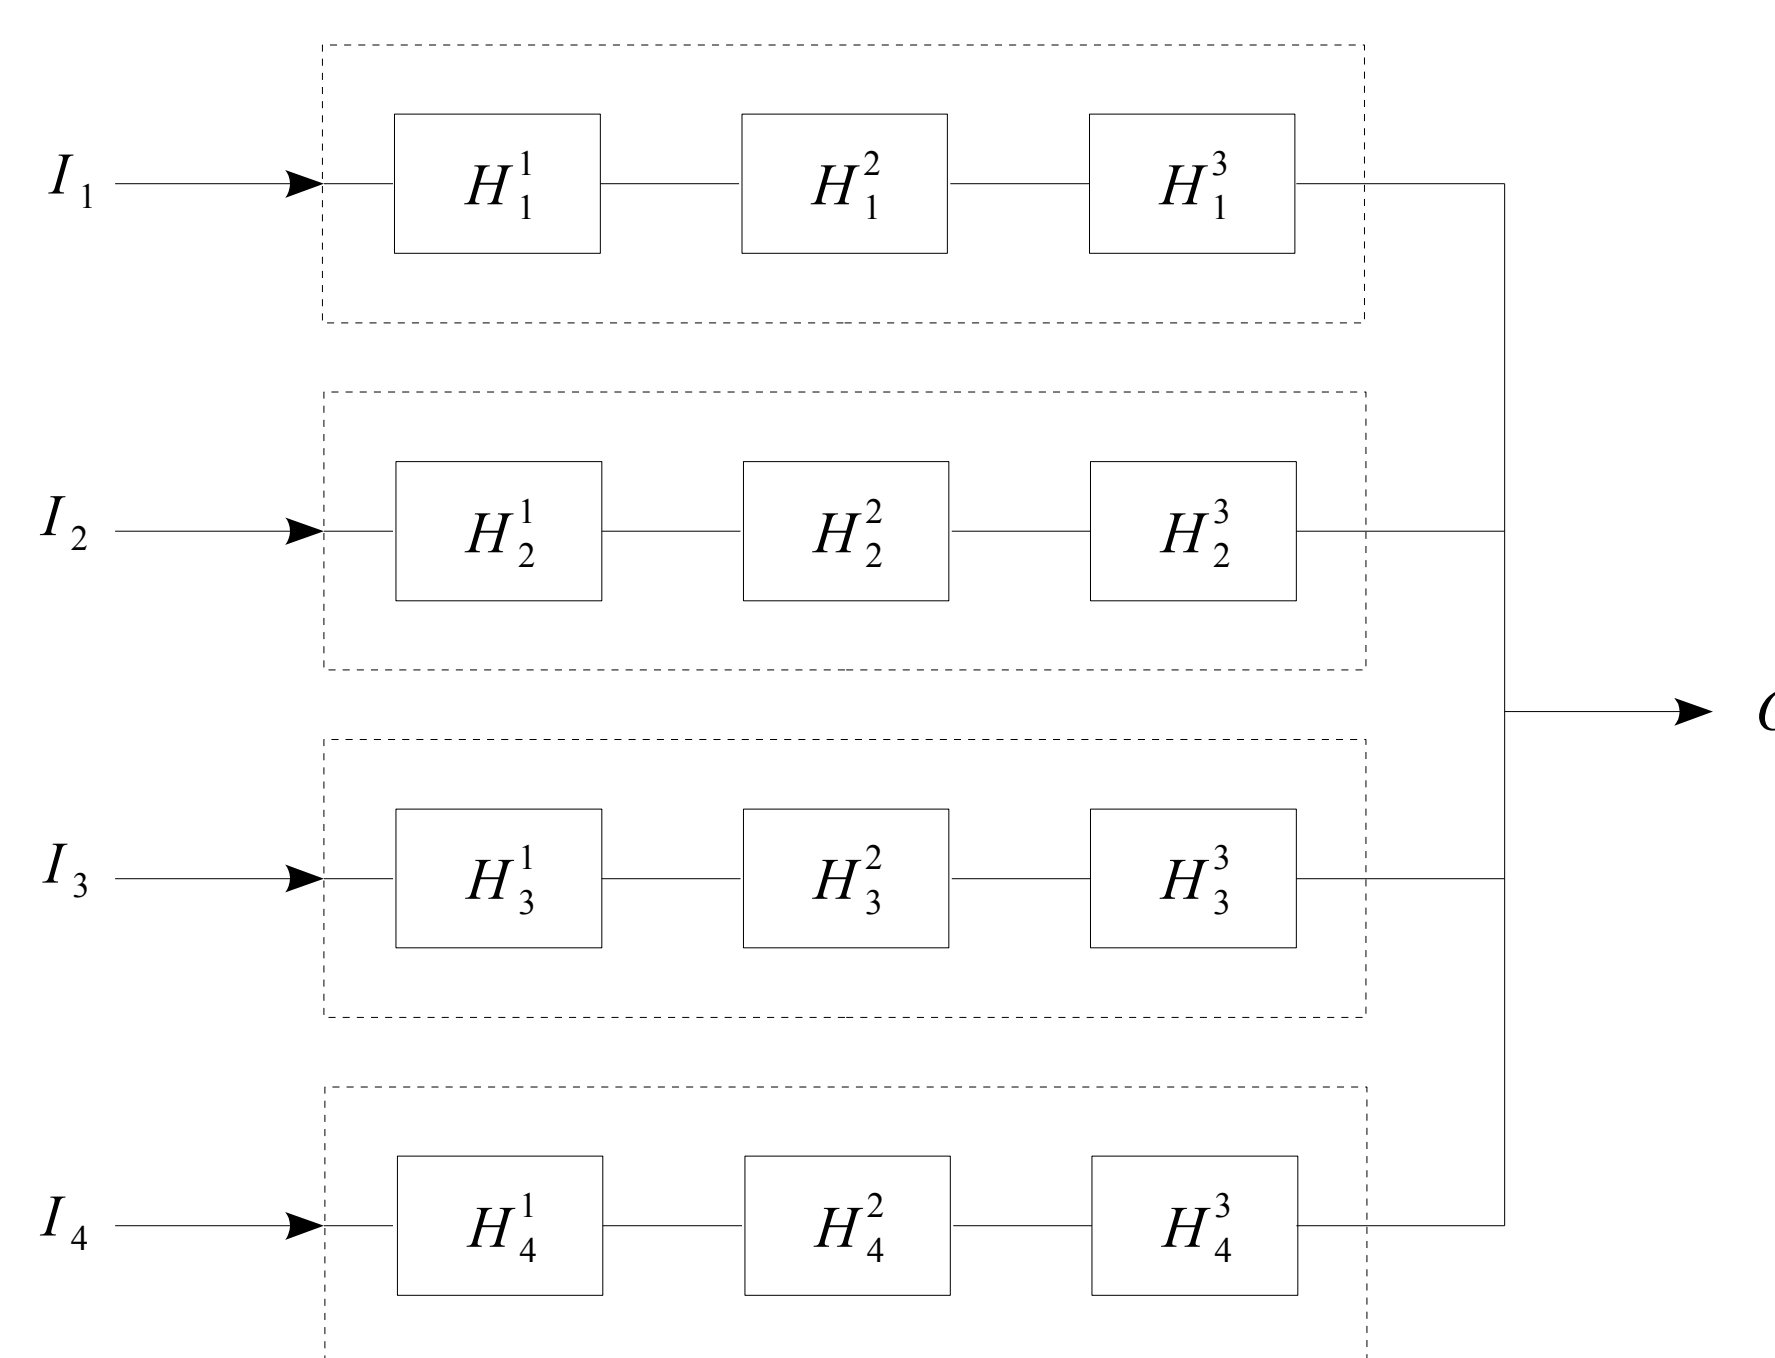 I₁ H₁¹ H₁² H₁³
I₂ H₂¹ H₂² H₂³
I₃ H₃¹ H₃² H₃³
I₄ H₄¹ H₄² H₄³